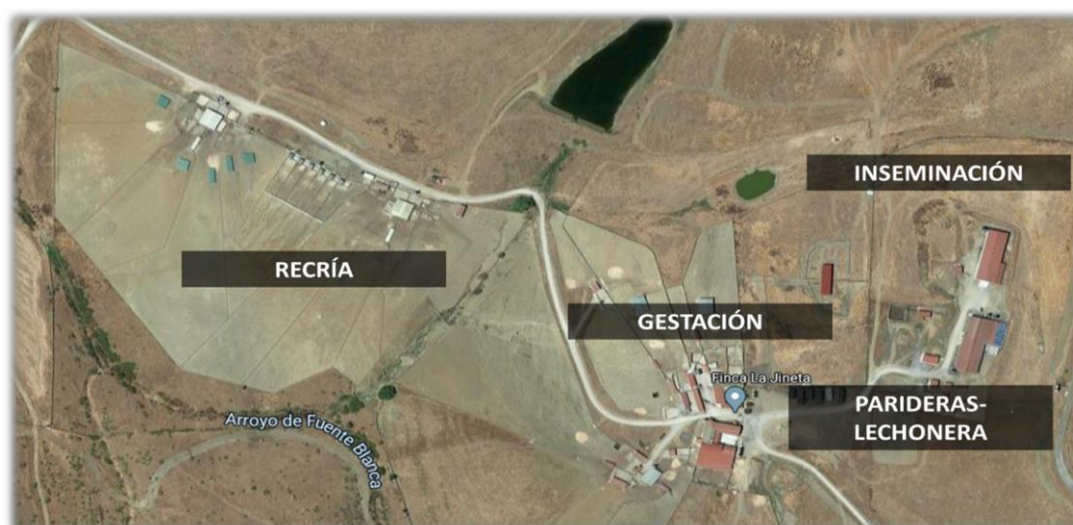 INSEMINACIÓN
RECRÍA
GESTACIÓN
Finca La Jineta
PARIDERAS-
LECHONERA
Arroyo de Fuente Blanca